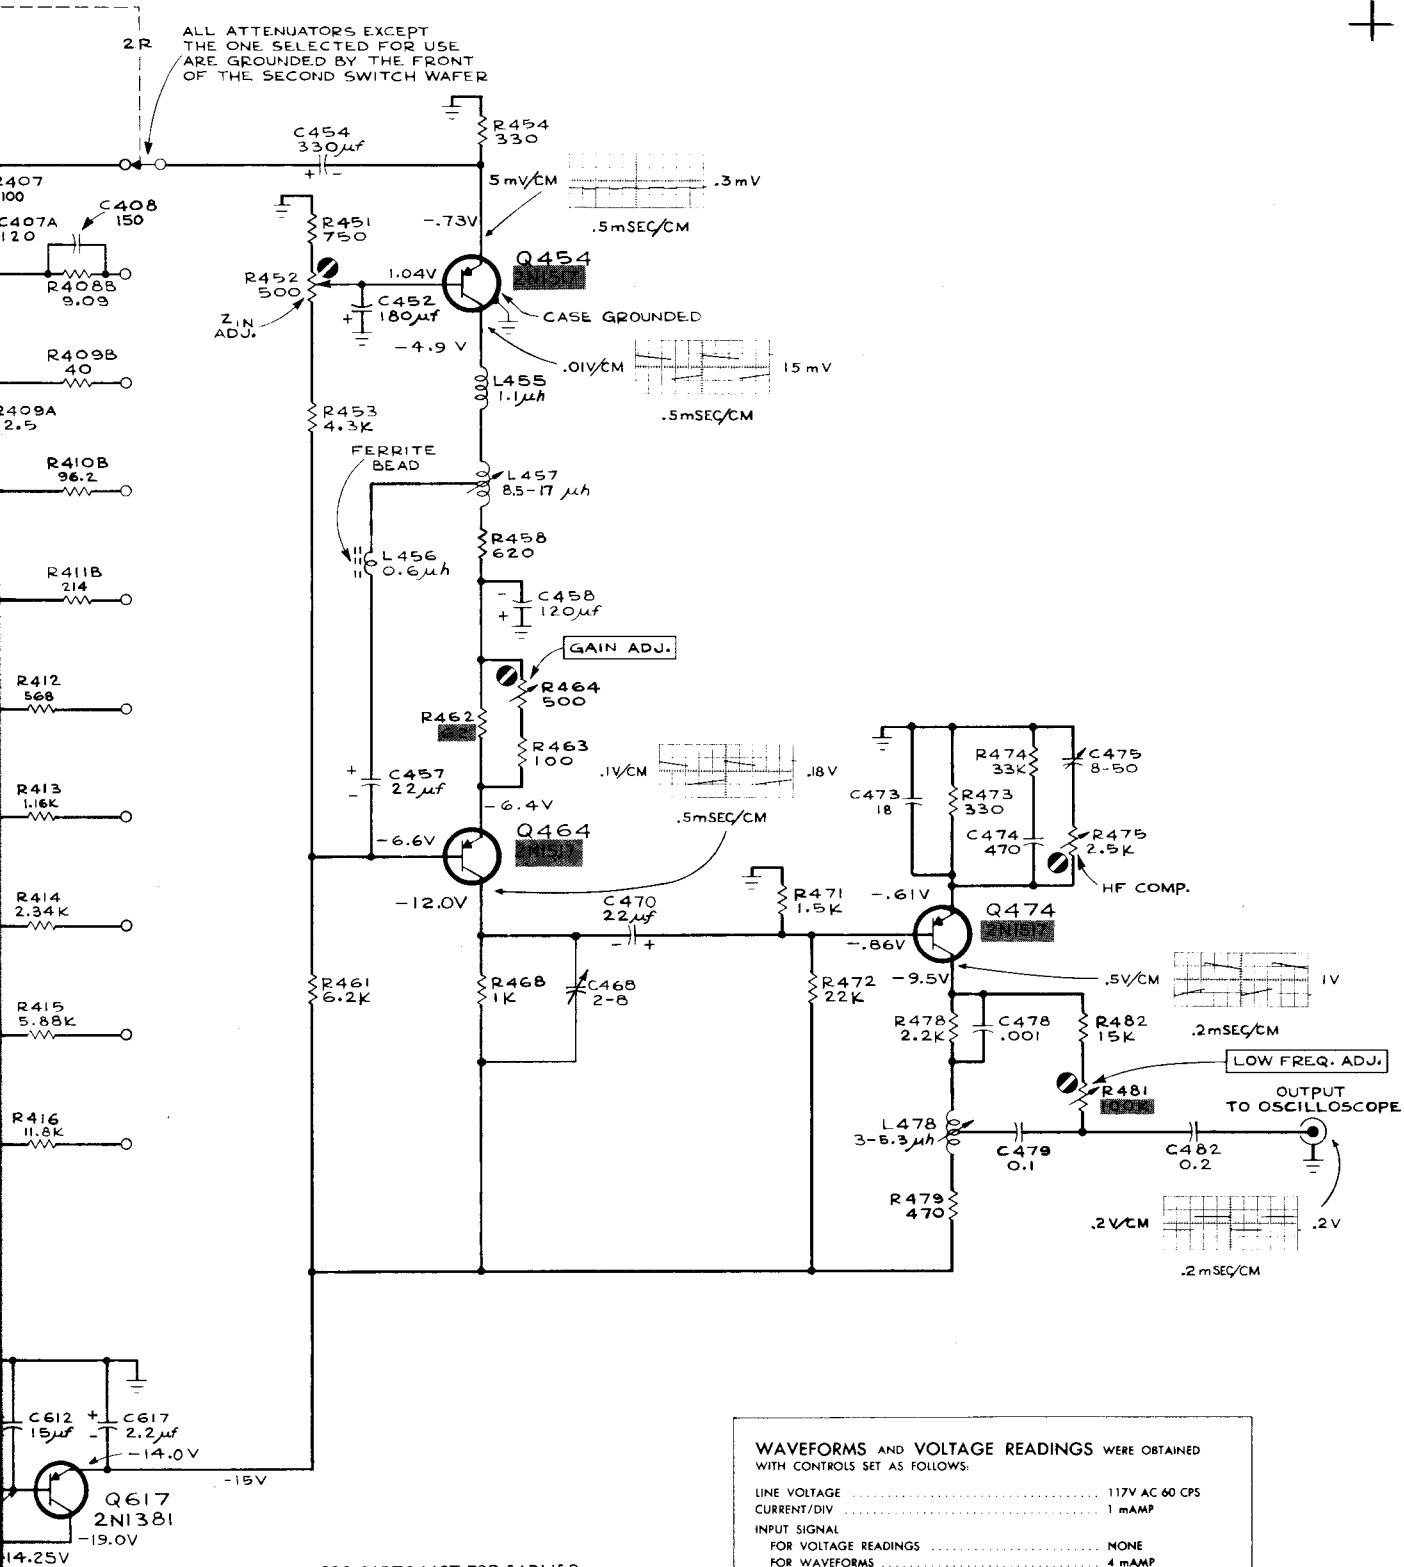 ALL ATTENUATORS EXCEPT
THE ONE SELECTED FOR USE
ARE GROUNDED BY THE FRONT
OF THE SECOND SWITCH WAFER
2R
C454
330µf
+ -
R454
330
5 mV/CM
.3mV
.5mSEC/CM
2407
100
C407A
120
C408
150
R408B
9.09
R451
750
R452
500
ZIN
ADJ.
-.73V
1.04V
C452
180µf
+
Q454
2N1517
CASE GROUNDED
-4.9 V
.01V/CM
15 mV
.5mSEC/CM
R409B
40
2409A
2.5
L455
1.1µh
R453
4.3K
FERRITE
BEAD
R410B
96.2
L457
8.5-17 µh
R458
620
L456
0.6µh
R411B
214
-
+
C458
120µf
GAIN ADJ.
R412
568
R464
500
R462
R463
100
R413
1.16K
+
-
C457
22µf
-6.4V
.1V/CM
.18V
.5mSEC/CM
-6.6V
Q464
2N1517
C473
18
R473
330
R474
33K
C474
470
C475
8-50
R475
2.5K
HF COMP.
R414
2.34K
-12.0V
C470
22µf
- +
R471
1.5K
-.61V
-.86V
Q474
2N1517
-9.5V
.5V/CM
1V
.2mSEC/CM
R461
6.2K
R468
1K
C468
2-8
R472
22K
R415
5.88K
R478
2.2K
C478
.001
R482
15K
LOW FREQ. ADJ.
R481
100K
OUTPUT
TO OSCILLOSCOPE
R416
11.8K
L478
3-5.3µh
C479
0.1
C482
0.2
R479
470
.2V/CM
.2V
.2mSEC/CM
C612
15µf
+
-
C617
2.2µf
-14.0V
-15V
Q617
2N1381
-19.0V
14.25V
WAVEFORMS AND VOLTAGE READINGS WERE OBTAINED
WITH CONTROLS SET AS FOLLOWS:
LINE VOLTAGE .......... 117V AC 60 CPS
CURRENT/DIV .......... 1 mAMP
INPUT SIGNAL
FOR VOLTAGE READINGS .......... NONE
FOR WAVEFORMS .......... 4 mAMP